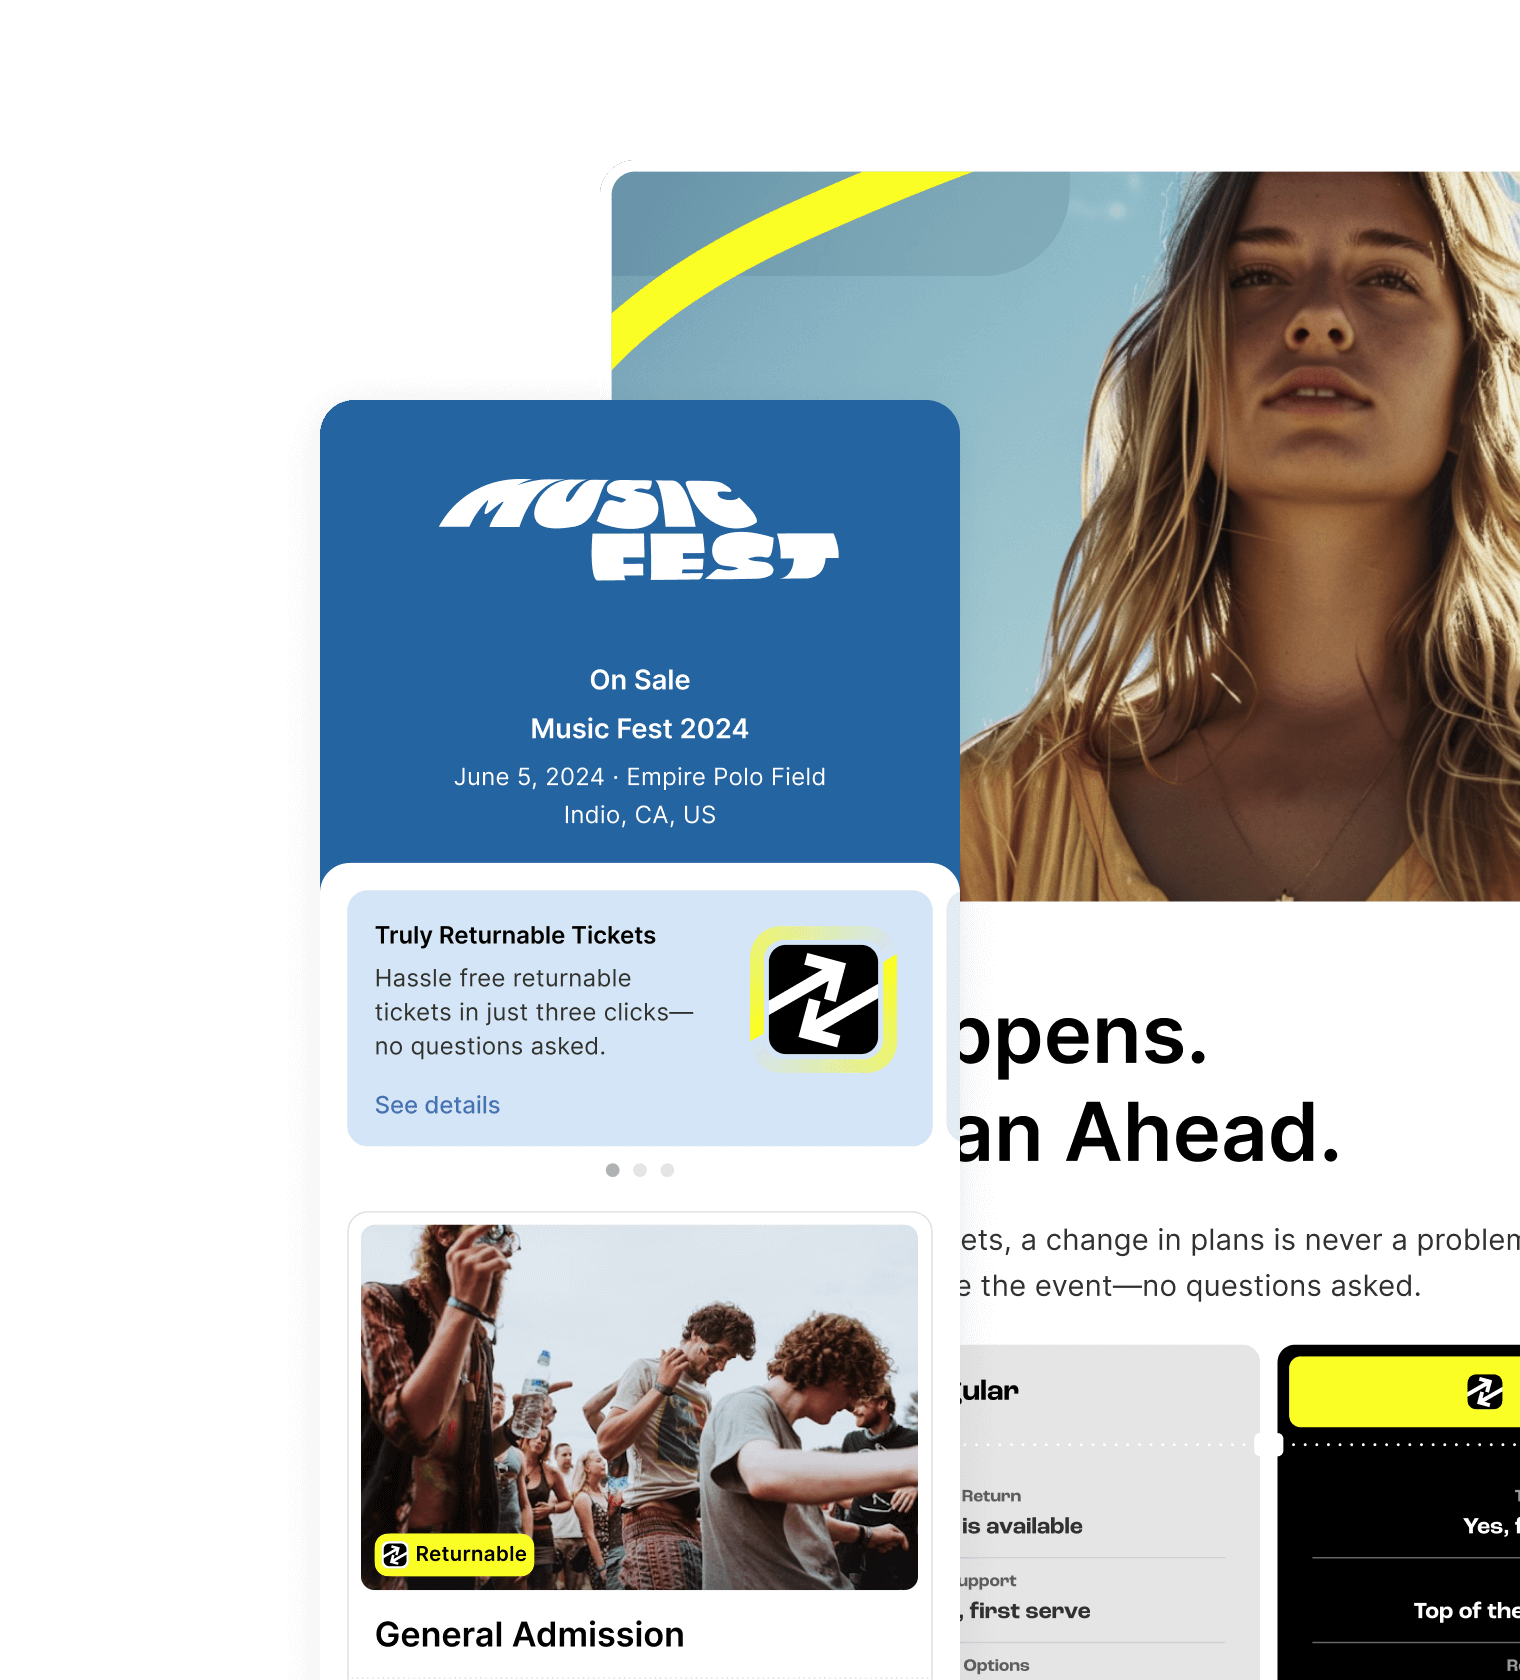 MUSIC
FEST
On Sale
Music Fest 2024
June 5, 2024 · Empire Polo Field
Indio, CA, US
Truly Returnable Tickets
Hassle free returnable
tickets in just three clicks—
no questions asked.
See details
Returnable
General Admission
ppens.
an Ahead.
ets, a change in plans is never a problem
e the event—no questions asked.
gular
Return
is available
upport
, first serve
Options
Yes,
Top of the